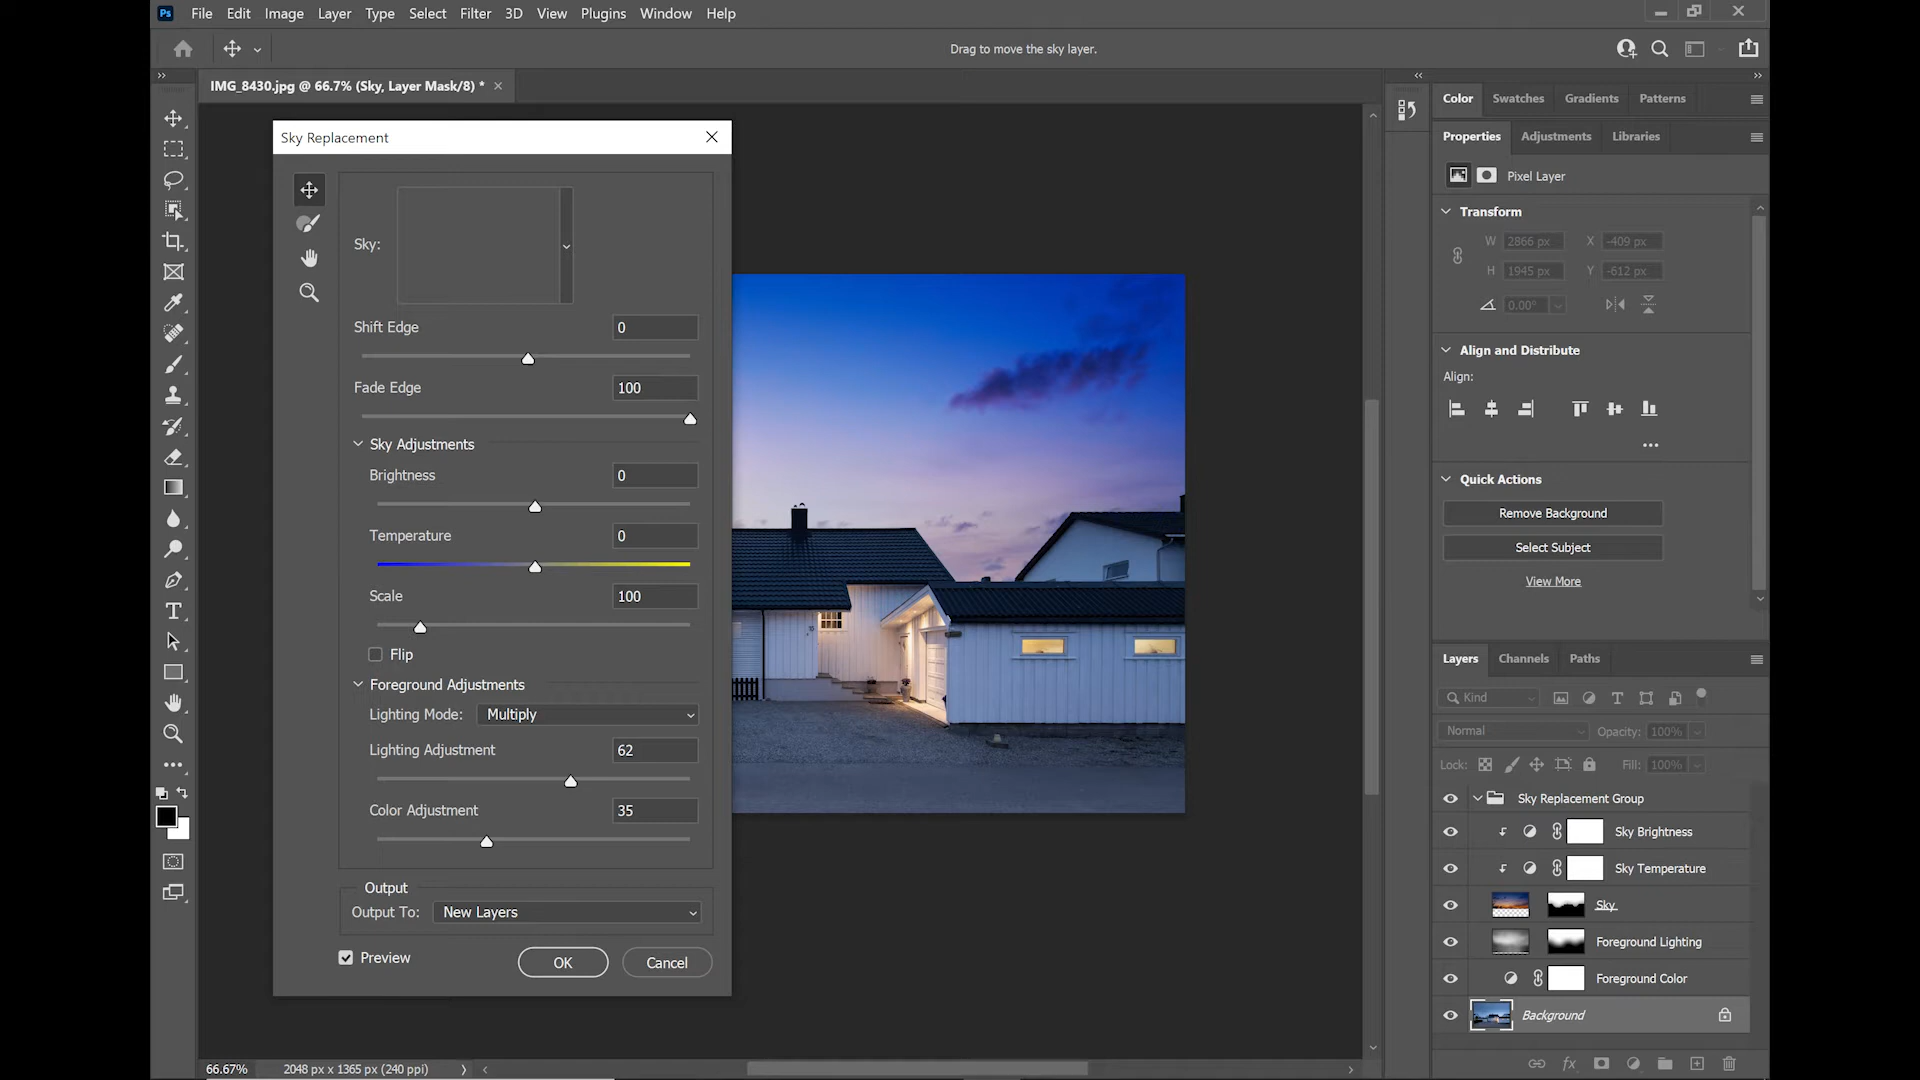 Ps File Edit Image Layer Type Select Filter 3D View Plugins Window Help
Drag to move the sky layer.
IMG_8430.jpg @ 66.7% (Sky, Layer Mask/8) *
Sky Replacement
Sky:
Shift Edge 0
Fade Edge 100
Sky Adjustments
Brightness 0
Temperature 0
Scale 100
Flip
Foreground Adjustments
Lighting Mode: Multiply
Lighting Adjustment 62
Color Adjustment 35
Output
Output To: New Layers
Preview OK Cancel
66.67% 2048 px x 1365 px (240 ppi)
Color Swatches Gradients Patterns
Properties Adjustments Libraries
Pixel Layer
Transform
W 2866 px X -409 px
H 1945 px Y -612 px
0.00°
Align and Distribute
Align:
Quick Actions
Remove Background
Select Subject
View More
Layers Channels Paths
Kind
Normal Opacity: 100%
Lock: Fill: 100%
Sky Replacement Group
Sky Brightness
Sky Temperature
Sky
Foreground Lighting
Foreground Color
Background
fx